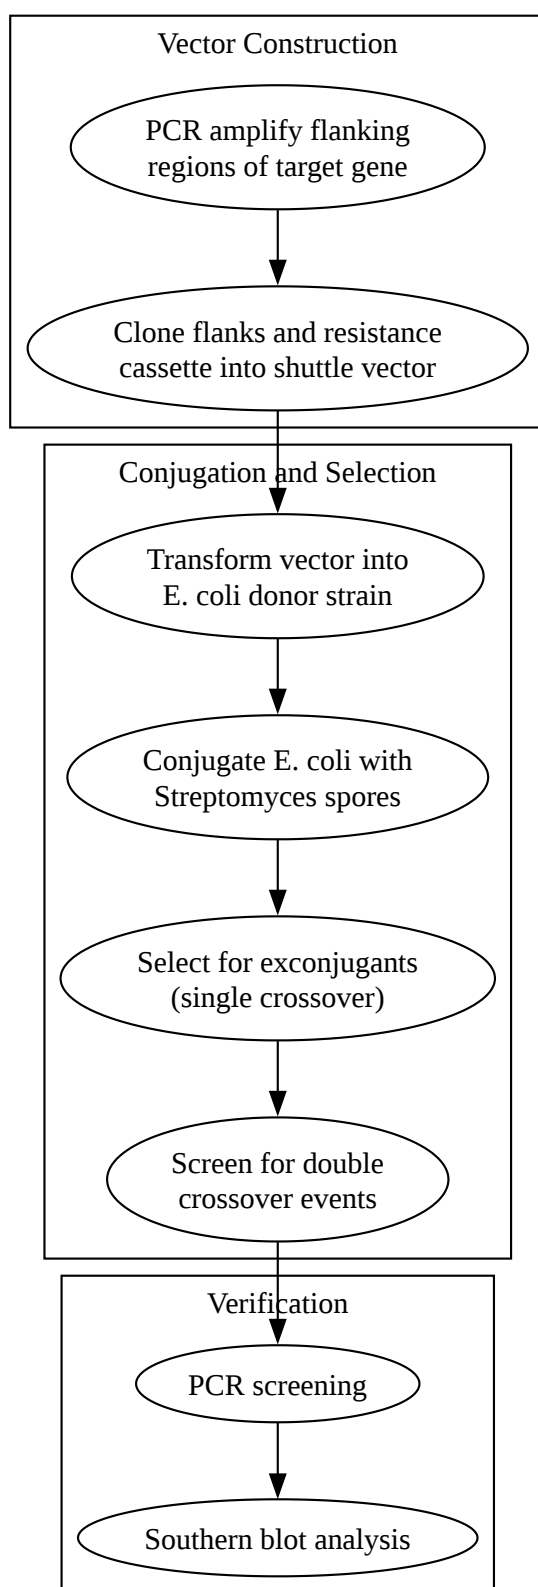 Vector Construction
PCR amplify flanking
regions of target gene
Clone flanks and resistance
cassette into shuttle vector
Conjugation and Selection
Transform vector into
E. coli donor strain
Conjugate E. coli with
Streptomyces spores
Select for exconjugants
(single crossover)
Screen for double
crossover events
Verification
PCR screening
Southern blot analysis